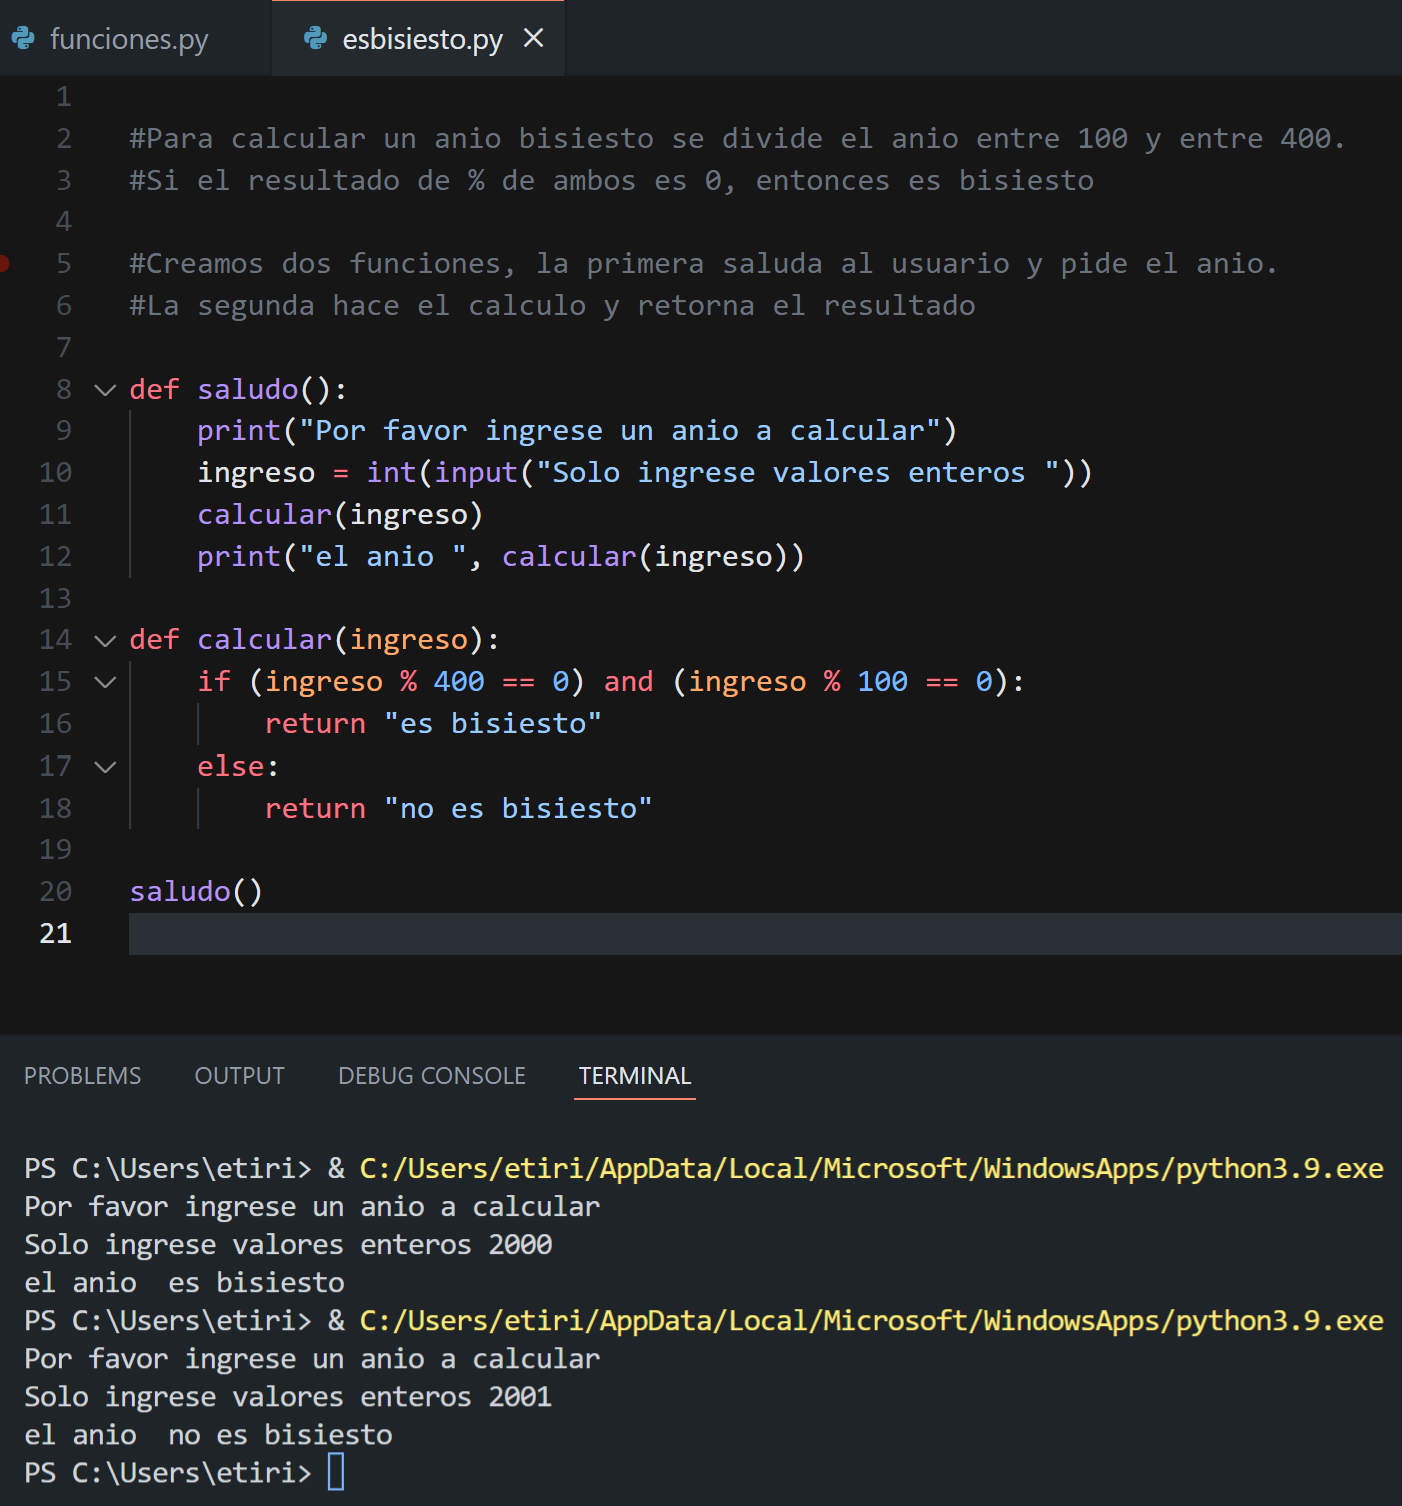 funciones.py
esbisiesto.py
1
2 #Para calcular un anio bisiesto se divide el anio entre 100 y entre 400.
3 #Si el resultado de % de ambos es 0, entonces es bisiesto
4
5 #Creamos dos funciones, la primera saluda al usuario y pide el anio.
6 #La segunda hace el calculo y retorna el resultado
7
8 def saludo():
9     print("Por favor ingrese un anio a calcular")
10     ingreso = int(input("Solo ingrese valores enteros "))
11     calcular(ingreso)
12     print("el anio ", calcular(ingreso))
13
14 def calcular(ingreso):
15     if (ingreso % 400 == 0) and (ingreso % 100 == 0):
16         return "es bisiesto"
17     else:
18         return "no es bisiesto"
19
20 saludo()
21
PROBLEMS OUTPUT DEBUG CONSOLE TERMINAL
PS C:\Users\etiri> & C:/Users/etiri/AppData/Local/Microsoft/WindowsApps/python3.9.exe
Por favor ingrese un anio a calcular
Solo ingrese valores enteros 2000
el anio  es bisiesto
PS C:\Users\etiri> & C:/Users/etiri/AppData/Local/Microsoft/WindowsApps/python3.9.exe
Por favor ingrese un anio a calcular
Solo ingrese valores enteros 2001
el anio  no es bisiesto
PS C:\Users\etiri>